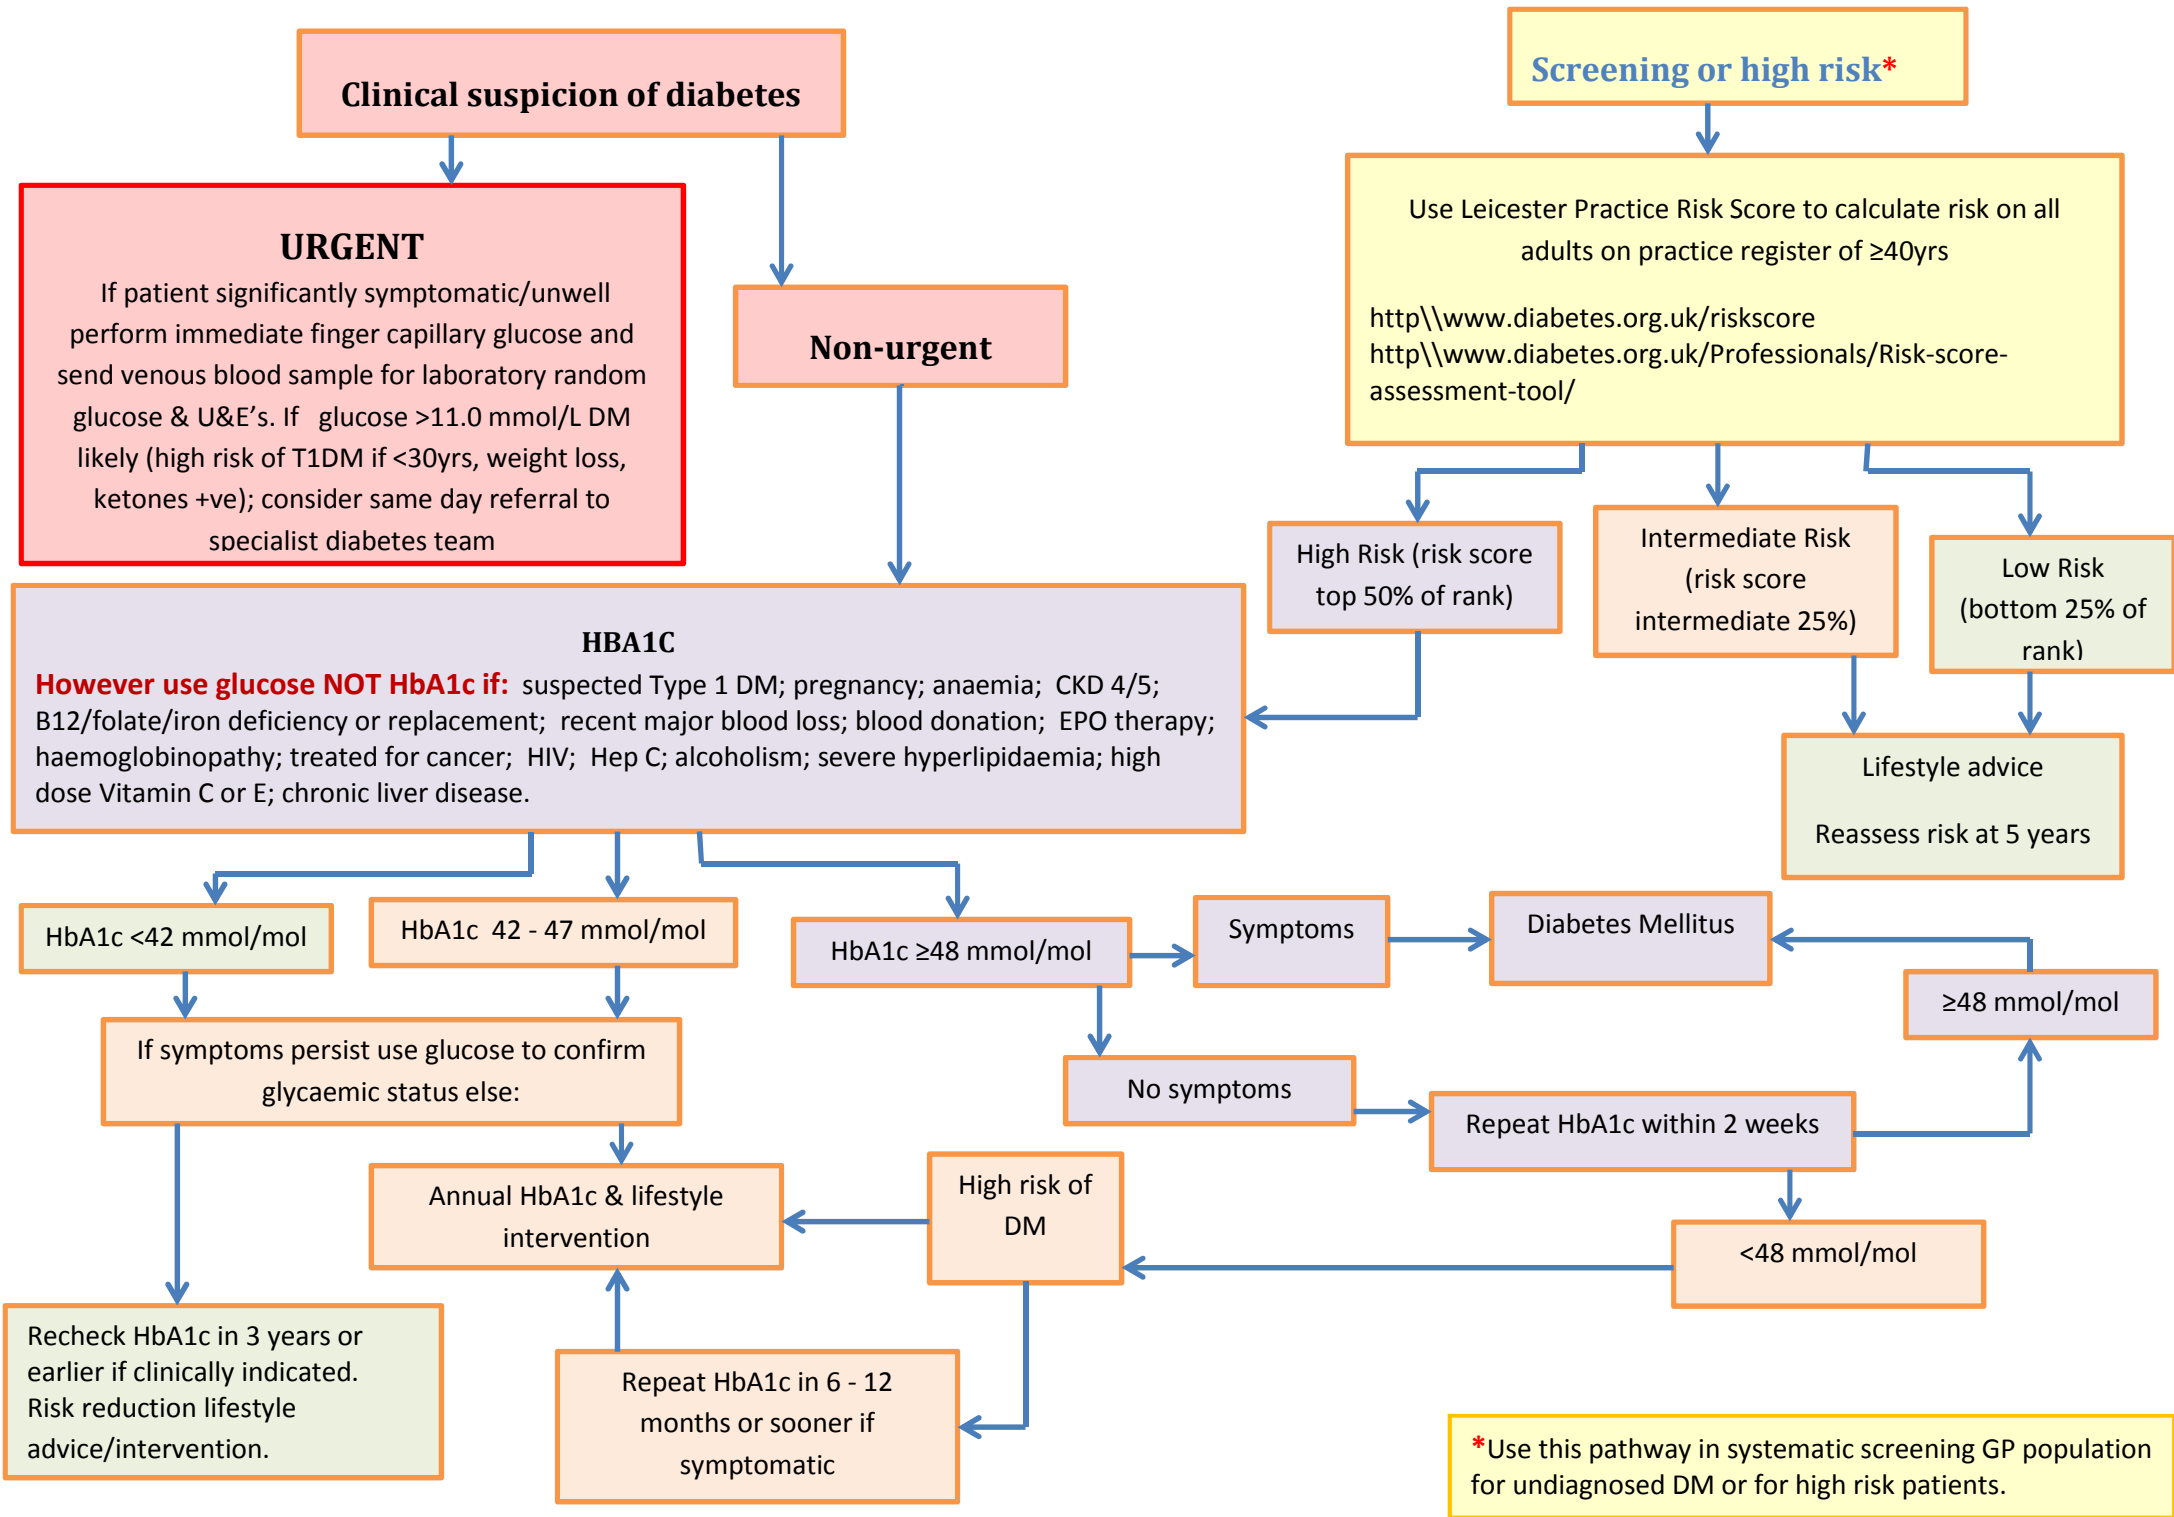 Clinical suspicion of diabetes
Screening or high risk*
URGENT
If patient significantly symptomatic/unwell
perform immediate finger capillary glucose and
send venous blood sample for laboratory random
glucose & U&E’s. If   glucose >11.0 mmol/L DM
likely (high risk of T1DM if <30yrs, weight loss,
ketones +ve); consider same day referral to
specialist diabetes team
Non-urgent
Use Leicester Practice Risk Score to calculate risk on all
adults on practice register of ≥40yrs
http\\www.diabetes.org.uk/riskscore
http\\www.diabetes.org.uk/Professionals/Risk-score-
assessment-tool/
High Risk (risk score
top 50% of rank)
Intermediate Risk
(risk score
intermediate 25%)
Low Risk
(bottom 25% of
rank)
HBA1C
However use glucose NOT HbA1c if:  suspected Type 1 DM; pregnancy; anaemia;  CKD 4/5;
B12/folate/iron deficiency or replacement;  recent major blood loss; blood donation;  EPO therapy;
haemoglobinopathy; treated for cancer;  HIV;  Hep C; alcoholism; severe hyperlipidaemia; high
dose Vitamin C or E; chronic liver disease.
Lifestyle advice
Reassess risk at 5 years
HbA1c <42 mmol/mol
HbA1c  42 - 47 mmol/mol
HbA1c ≥48 mmol/mol
Symptoms
Diabetes Mellitus
≥48 mmol/mol
If symptoms persist use glucose to confirm
glycaemic status else:
No symptoms
Repeat HbA1c within 2 weeks
Annual HbA1c & lifestyle
intervention
High risk of
DM
<48 mmol/mol
Recheck HbA1c in 3 years or
earlier if clinically indicated.
Risk reduction lifestyle
advice/intervention.
Repeat HbA1c in 6 - 12
months or sooner if
symptomatic
*Use this pathway in systematic screening GP population
for undiagnosed DM or for high risk patients.